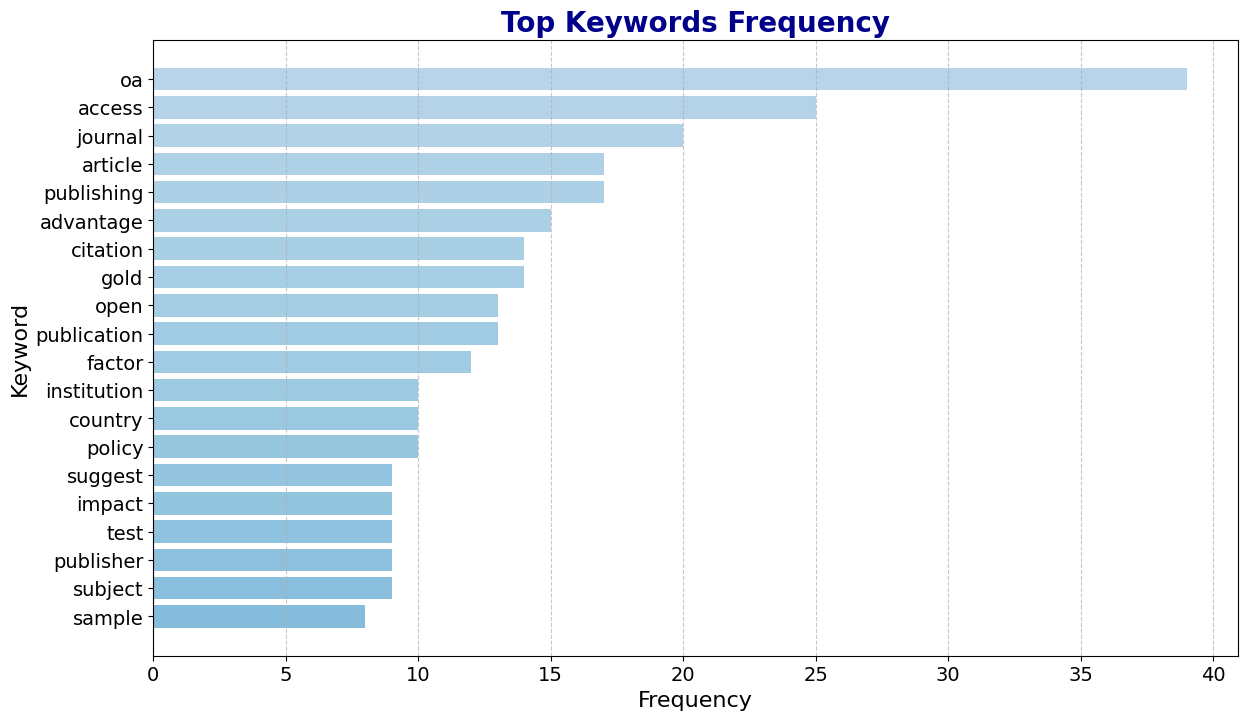 Top Keywords Frequency
Keyword
oa
access
journal
article
publishing
advantage
citation
gold
open
publication
factor
institution
country
policy
suggest
impact
test
publisher
subject
sample
0 5 10 15 20 25 30 35 40
Frequency